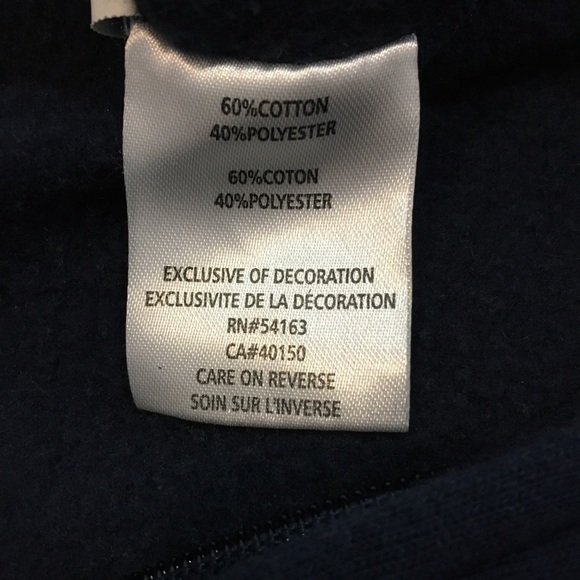 60%COTTON
40%POLYESTER
60%COTON
40%POLYESTER
EXCLUSIVE OF DECORATION
EXCLUSIVITE DE LA DÉCORATION
RN#54163
CA#40150
CARE ON REVERSE
SOIN SUR L'INVERSE